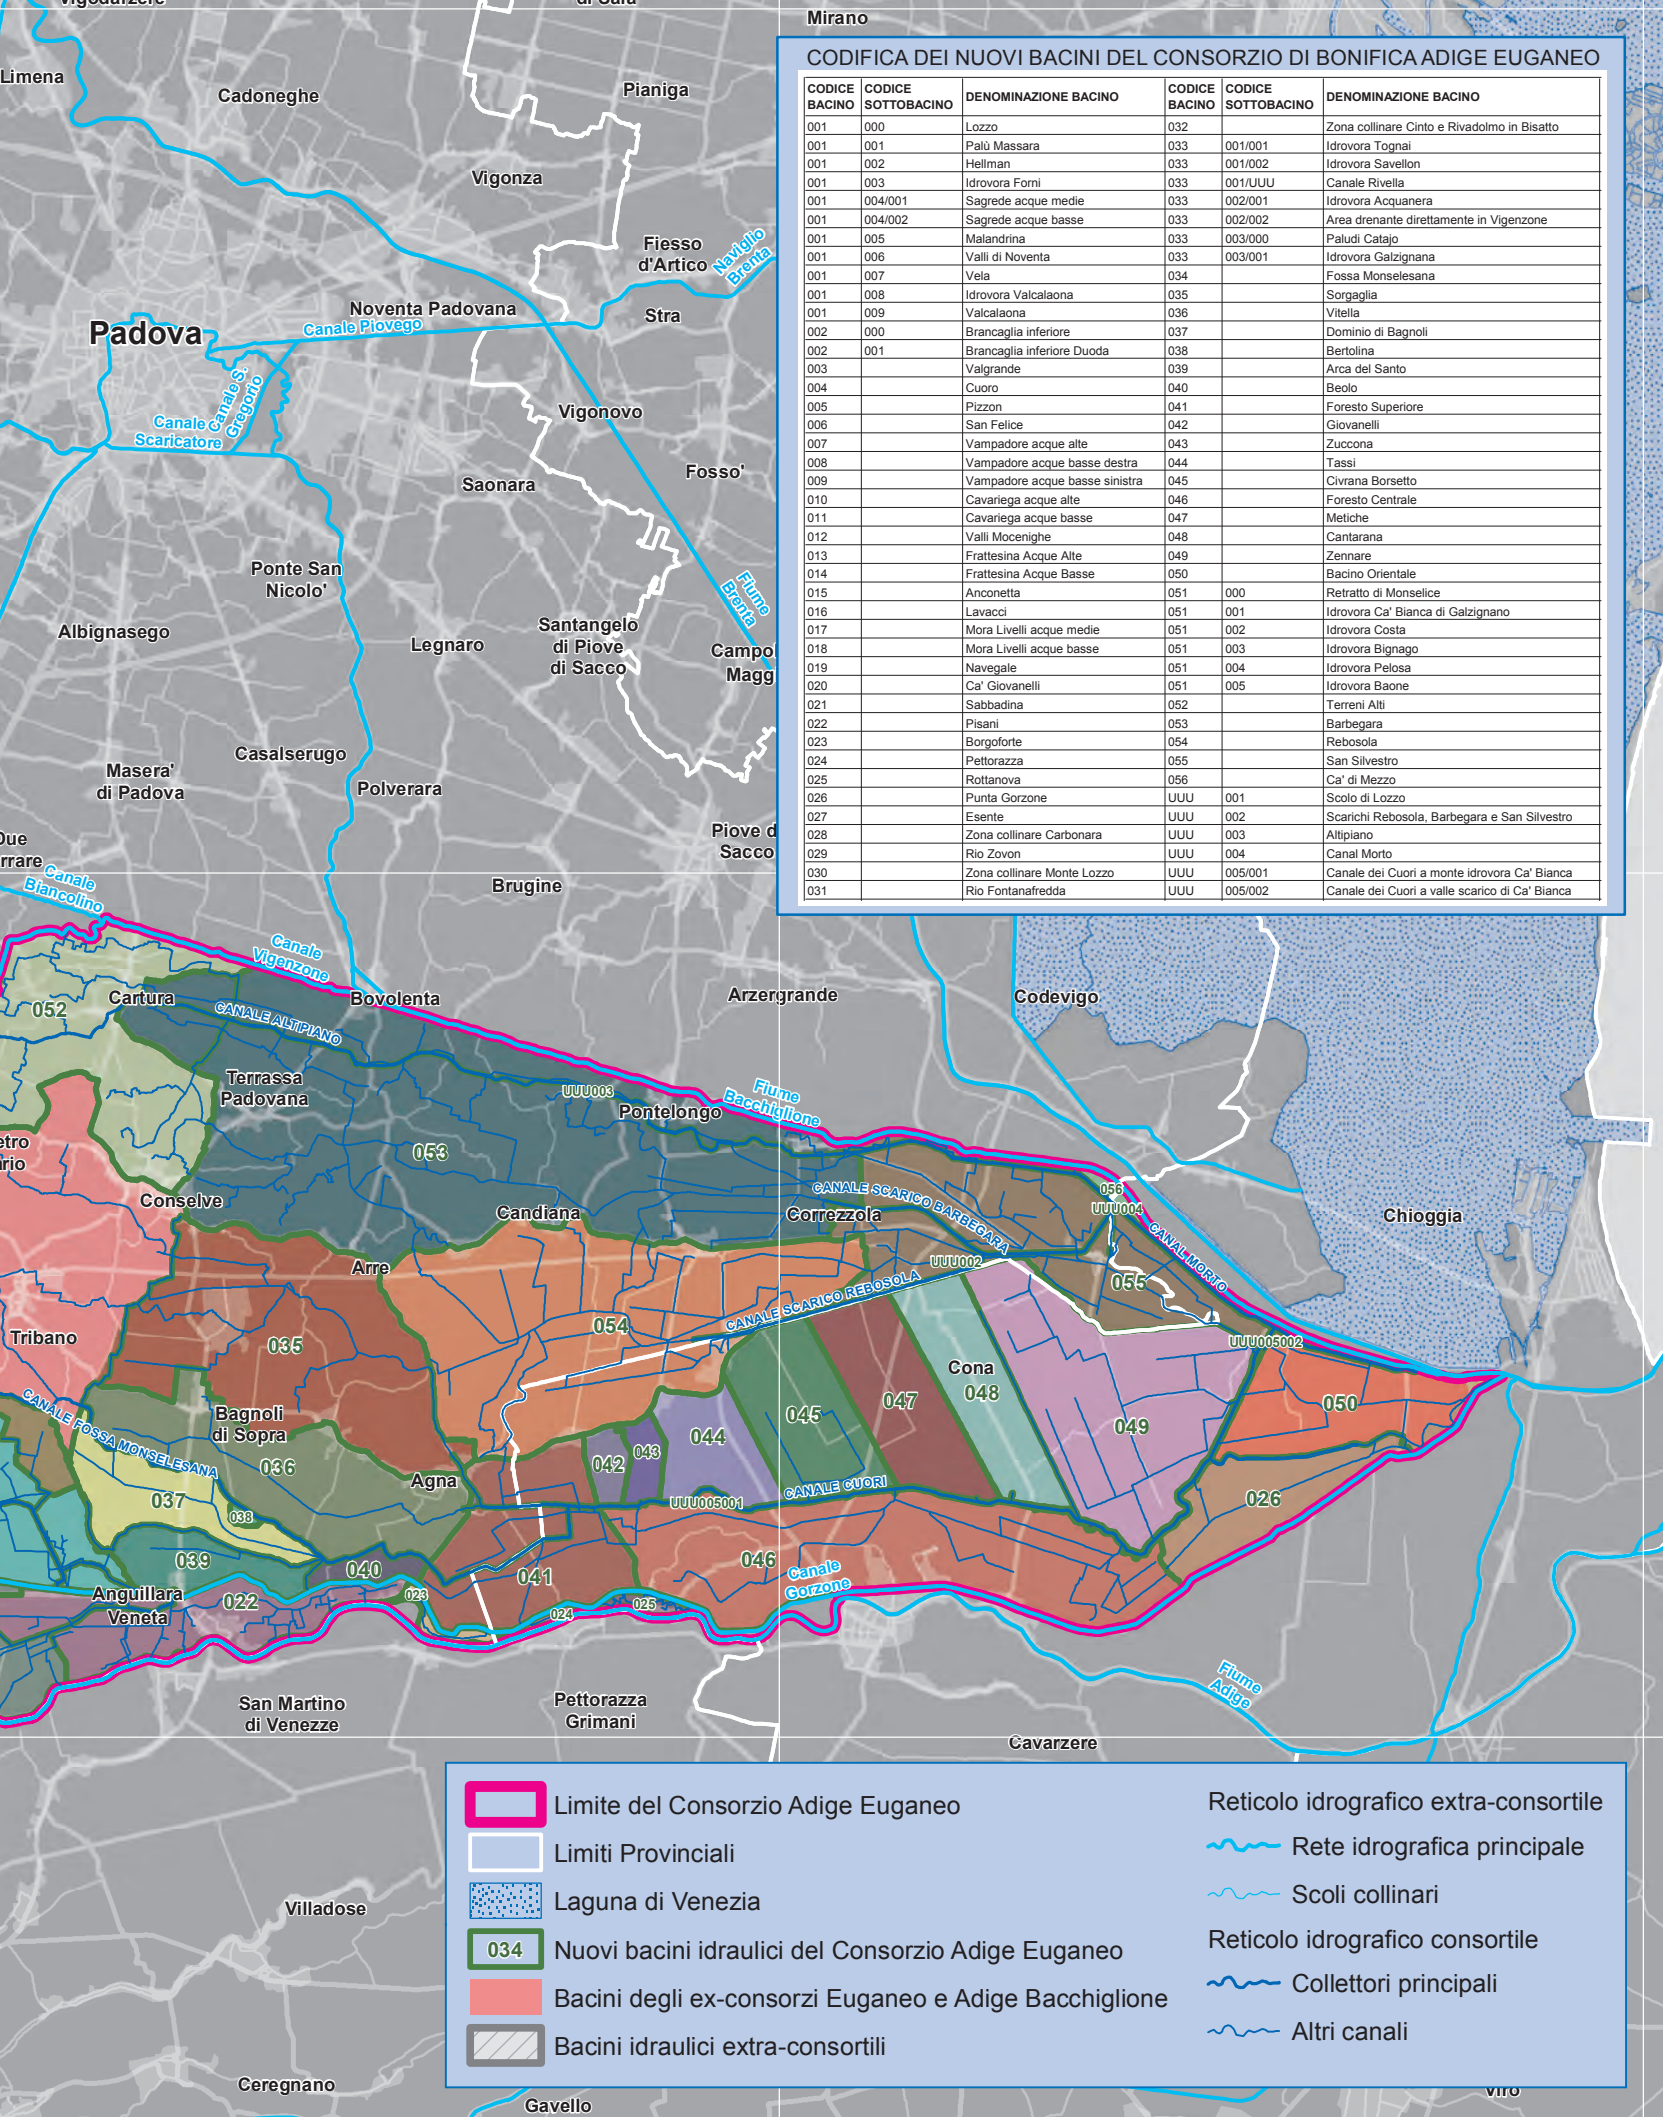 Vigodarzere
di Sala
Mirano
Limena
Cadoneghe
Pianiga
Vigonza
Fiesso
d'Artico
Naviglio
Brenta
Noventa Padovana
Stra
Padova
Canale Piovego
Canale S.
Gregorio
Canale
Scaricatore
Vigonovo
Fosso'
Saonara
Ponte San
Nicolo'
Fiume
Brenta
Albignasego
Legnaro
Santangelo
di Piove
di Sacco
Campol
Magg
Casalserugo
Masera'
di Padova
Polverara
Due
rrare
Piove d
Sacco
Canale
Biancolino
Brugine
CODIFICA DEI NUOVI BACINI DEL CONSORZIO DI BONIFICA ADIGE EUGANEO
CODICE BACINO CODICE SOTTOBACINO DENOMINAZIONE BACINO CODICE BACINO CODICE SOTTOBACINO DENOMINAZIONE BACINO
001 000 Lozzo 032 Zona collinare Cinto e Rivadolmo in Bisatto
001 001 Palù Massara 033 001/001 Idrovora Tognai
001 002 Hellman 033 001/002 Idrovora Savellon
001 003 Idrovora Forni 033 001/UUU Canale Rivella
001 004/001 Sagrede acque medie 033 002/001 Idrovora Acquanera
001 004/002 Sagrede acque basse 033 002/002 Area drenante direttamente in Vigenzone
001 005 Malandrina 033 003/000 Paludi Catajo
001 006 Valli di Noventa 033 003/001 Idrovora Galzignana
001 007 Vela 034 Fossa Monselesana
001 008 Idrovora Valcalaona 035 Sorgaglia
001 009 Valcalaona 036 Vitella
002 000 Brancaglia inferiore 037 Dominio di Bagnoli
002 001 Brancaglia inferiore Duoda 038 Bertolina
003 Valgrande 039 Arca del Santo
004 Cuoro 040 Beolo
005 Pizzon 041 Foresto Superiore
006 San Felice 042 Giovanelli
007 Vampadore acque alte 043 Zuccona
008 Vampadore acque basse destra 044 Tassi
009 Vampadore acque basse sinistra 045 Civrana Borsetto
010 Cavariega acque alte 046 Foresto Centrale
011 Cavariega acque basse 047 Metiche
012 Valli Mocenighe 048 Cantarana
013 Frattesina Acque Alte 049 Zennare
014 Frattesina Acque Basse 050 Bacino Orientale
015 Anconetta 051 000 Retratto di Monselice
016 Lavacci 051 001 Idrovora Ca' Bianca di Galzignano
017 Mora Livelli acque medie 051 002 Idrovora Costa
018 Mora Livelli acque basse 051 003 Idrovora Bignago
019 Navegale 051 004 Idrovora Pelosa
020 Ca' Giovanelli 051 005 Idrovora Baone
021 Sabbadina 052 Terreni Alti
022 Pisani 053 Barbegara
023 Borgoforte 054 Rebosola
024 Pettorazza 055 San Silvestro
025 Rottanova 056 Ca' di Mezzo
026 Punta Gorzone UUU 001 Scolo di Lozzo
027 Esente UUU 002 Scarichi Rebosola, Barbegara e San Silvestro
028 Zona collinare Carbonara UUU 003 Altipiano
029 Rio Zovon UUU 004 Canal Morto
030 Zona collinare Monte Lozzo UUU 005/001 Canale dei Cuori a monte idrovora Ca' Bianca
031 Rio Fontanafredda UUU 005/002 Canale dei Cuori a valle scarico di Ca' Bianca
Canale
Vigenzone
052
Cartura
Bovolenta
Arzergrande
Codevigo
CANALE ALTIPIANO
Terrassa
Padovana
UUU003
Pontelongo
Fiume
Bacchiglione
etro
ario
053
Conselve
Candiana
CANALE SCARICO BARBEGARA
Correzzola
056
UUU004
CANAL MORTO
Chioggia
Arre
UUU002
055
CANALE SCARICO REBOSOLA
Tribano
035
054
UUU005002
Cona
048
047
050
CANALE FOSSA MONSELESANA
Bagnoli
di Sopra
045
049
044
043
042
036
Agna
CANALE CUORI
037
UUU005001
026
038
039
040
041
046
Canale
Gorzone
Anguillara
Veneta
022
023
024
025
San Martino
di Venezze
Pettorazza
Grimani
Fiume
Adige
Cavarzere
Limite del Consorzio Adige Euganeo
Limiti Provinciali
Laguna di Venezia
034 Nuovi bacini idraulici del Consorzio Adige Euganeo
Bacini degli ex-consorzi Euganeo e Adige Bacchiglione
Bacini idraulici extra-consortili
Reticolo idrografico extra-consortile
Rete idrografica principale
Scoli collinari
Reticolo idrografico consortile
Collettori principali
Altri canali
Villadose
Ceregnano
Gavello